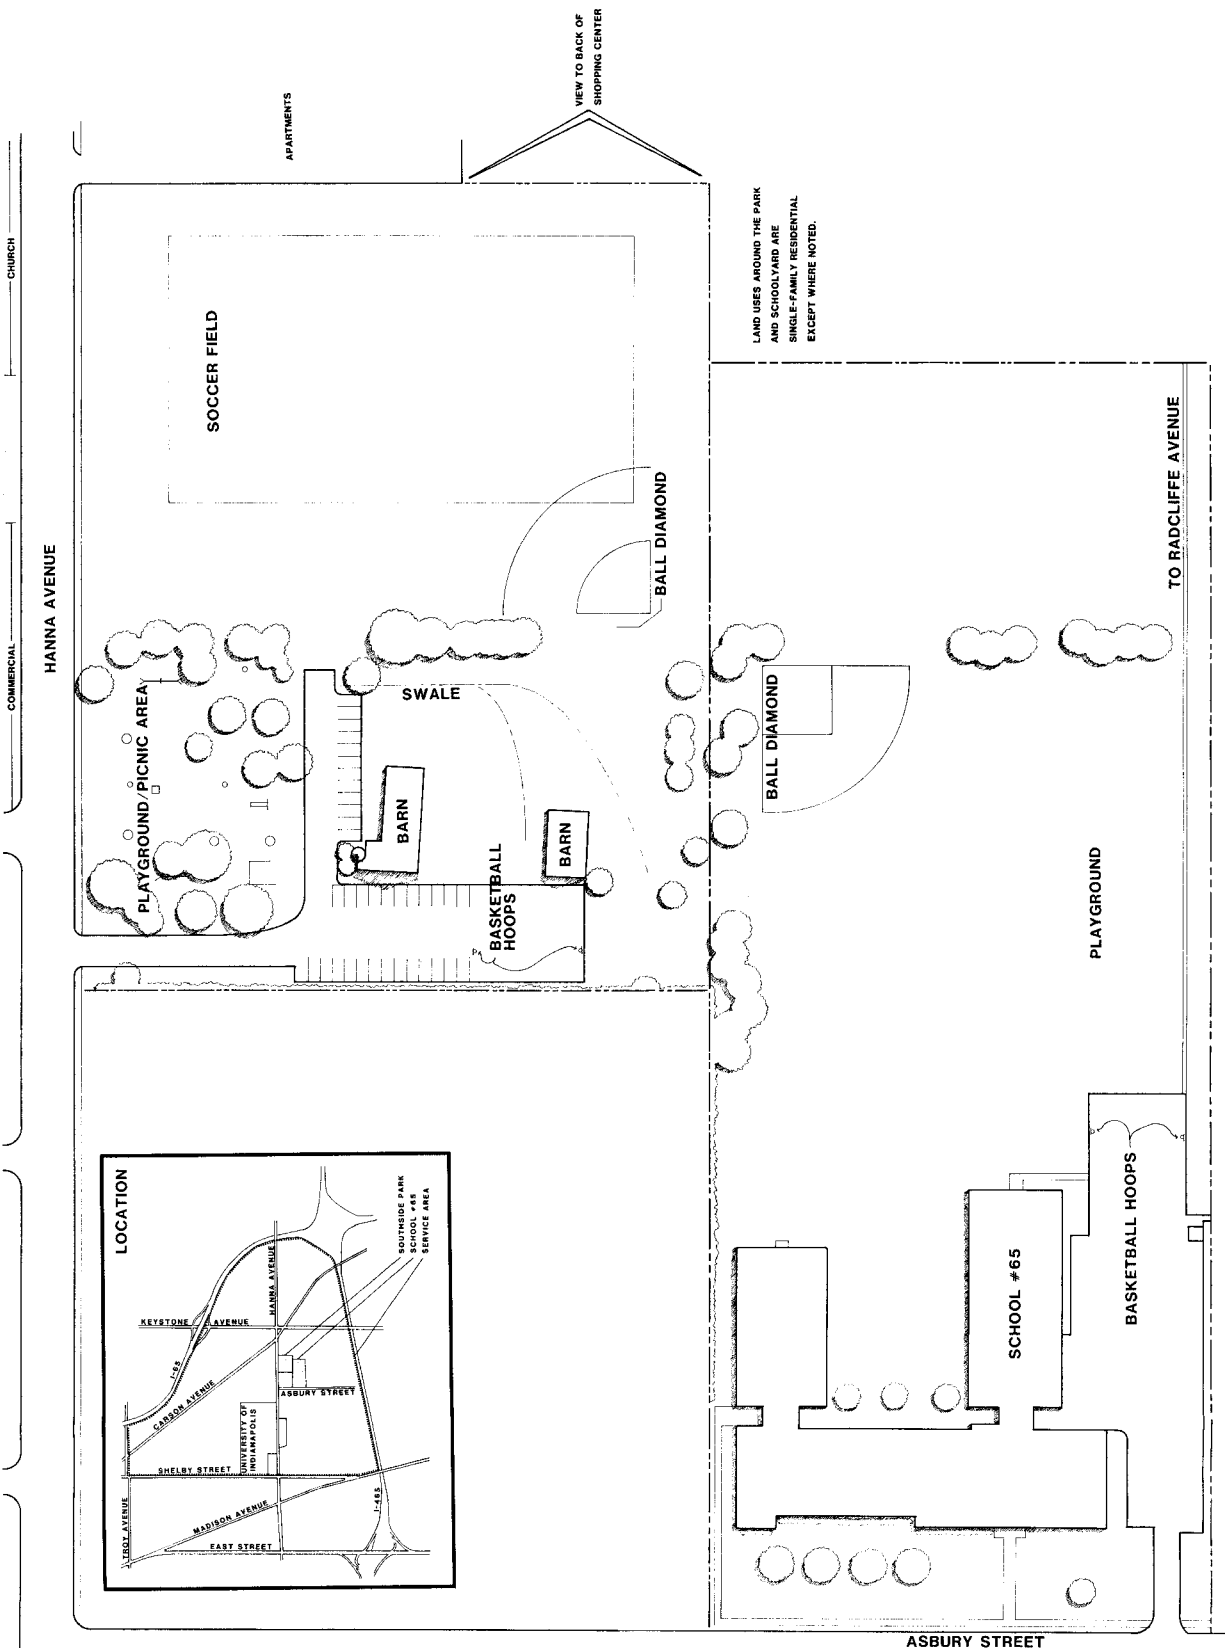 CHURCH
COMMERCIAL
HANNA AVENUE
APARTMENTS
VIEW TO BACK OF
SHOPPING CENTER
SOCCER FIELD
LAND USES AROUND THE PARK
AND SCHOOLYARD ARE
SINGLE-FAMILY RESIDENTIAL
EXCEPT WHERE NOTED.
BALL DIAMOND
TO RADCLIFFE AVENUE
PLAYGROUND/PICNIC AREA
SWALE
BARN
BARN
BASKETBALL
HOOPS
BALL DIAMOND
PLAYGROUND
LOCATION
SOUTHSIDE PARK
SCHOOL #65
SERVICE AREA
KEYSTONE AVENUE
HANNA AVENUE
I-65
CARSON AVENUE
ASBURY STREET
UNIVERSITY OF
INDIANAPOLIS
SHELBY STREET
TROY AVENUE
MADISON AVENUE
EAST STREET
I-465
SCHOOL #65
BASKETBALL HOOPS
ASBURY STREET